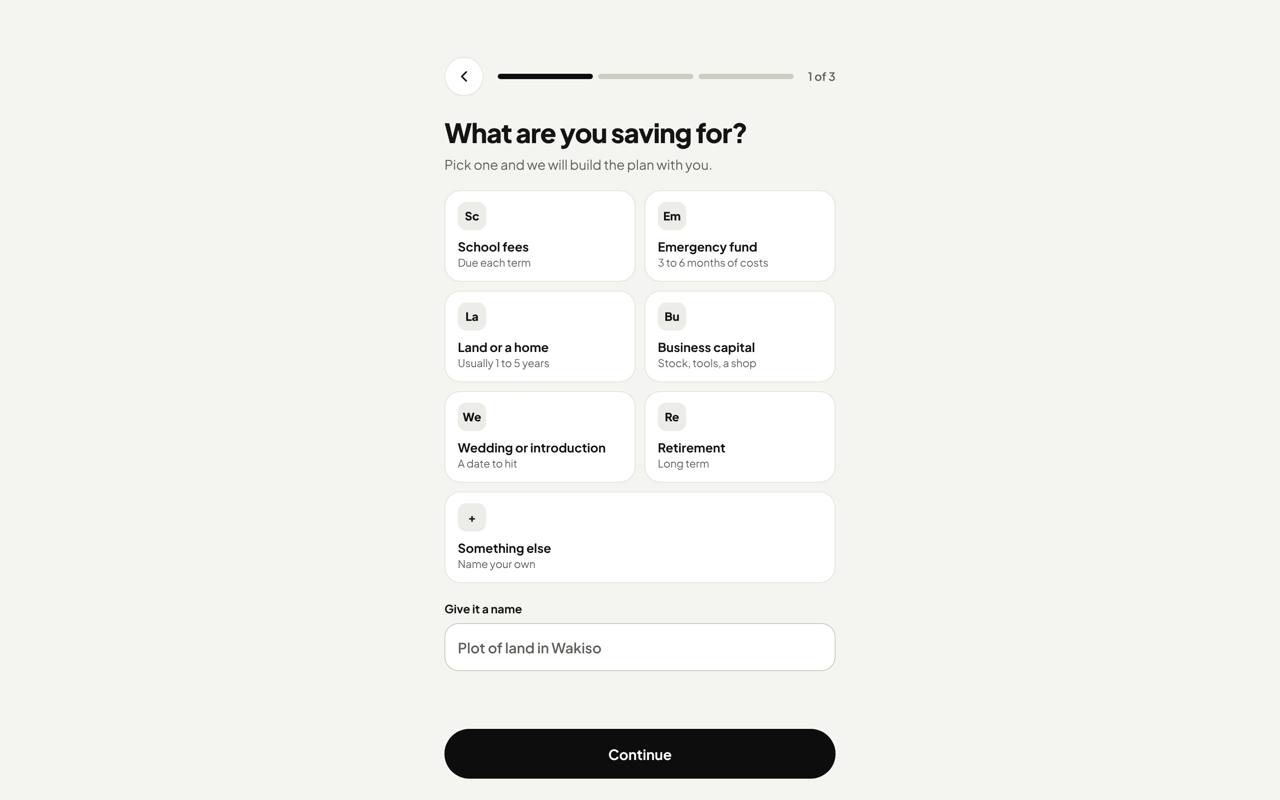 1 of 3
What are you saving for?
Pick one and we will build the plan with you.
Sc
School fees
Due each term
Em
Emergency fund
3 to 6 months of costs
La
Land or a home
Usually 1 to 5 years
Bu
Business capital
Stock, tools, a shop
We
Wedding or introduction
A date to hit
Re
Retirement
Long term
+
Something else
Name your own
Give it a name
Plot of land in Wakiso
Continue